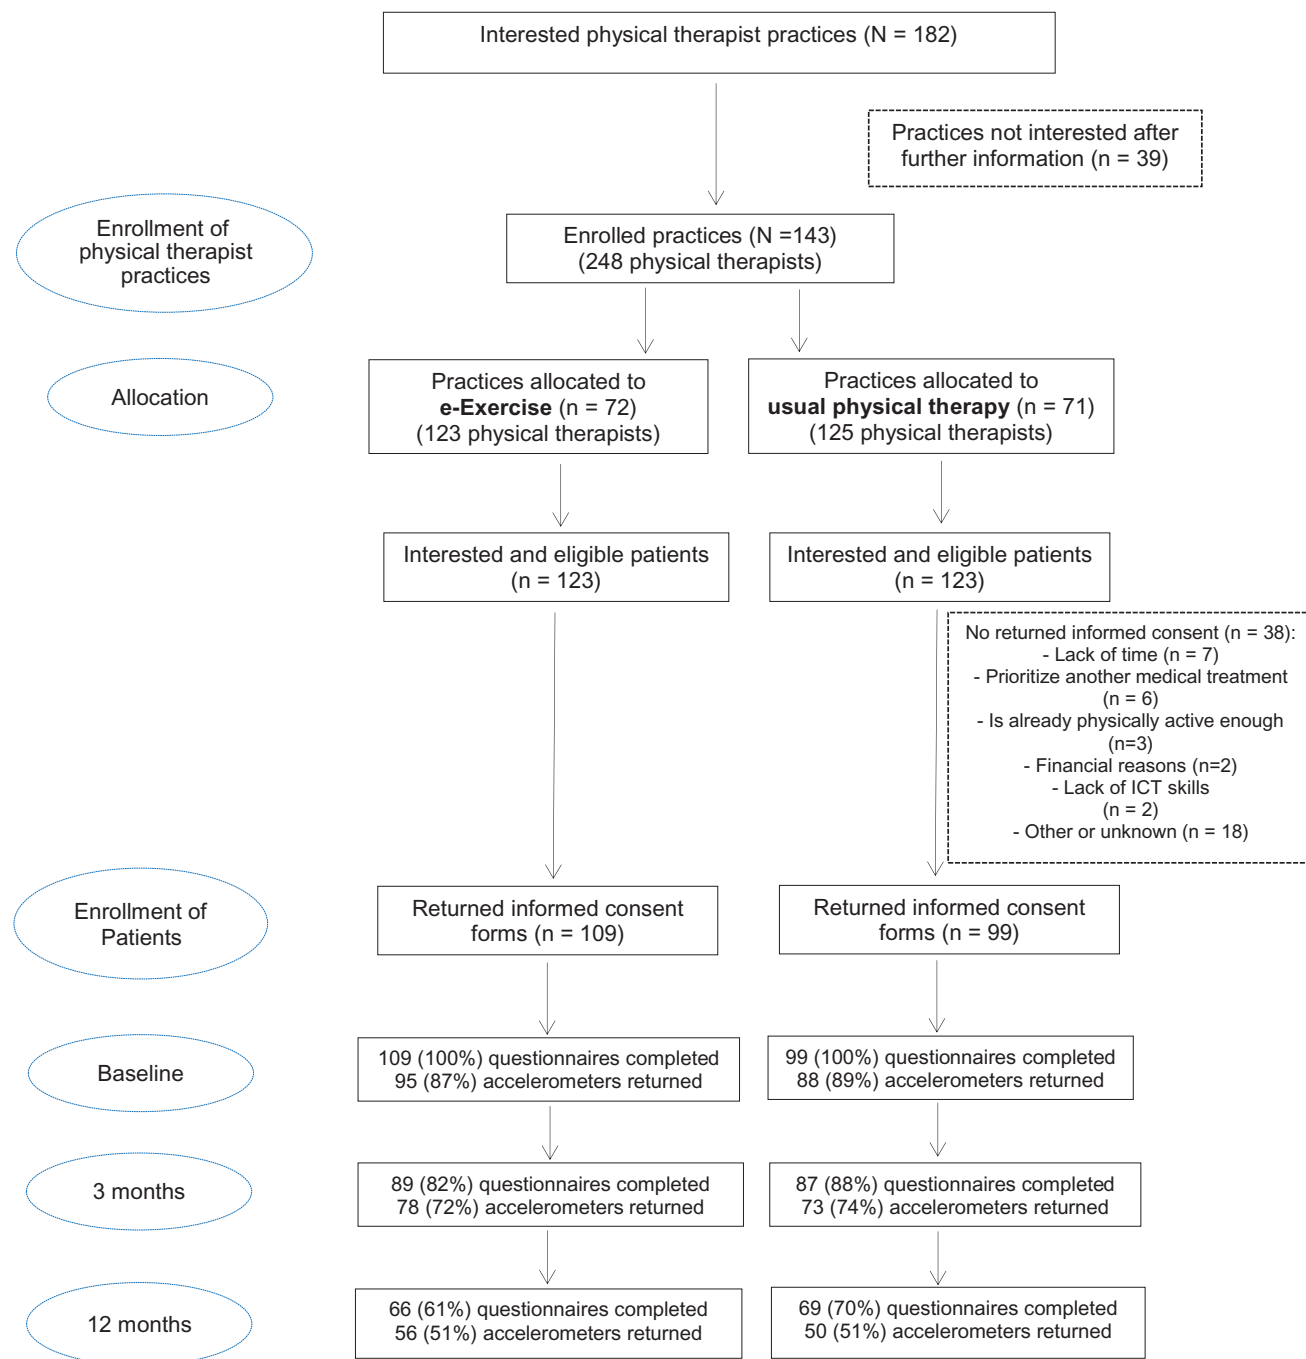 Interested physical therapist practices (N = 182)
Practices not interested after
further information (n = 39)
Enrollment of
physical therapist
practices
Enrolled practices (N =143)
(248 physical therapists)
Allocation
Practices allocated to
e-Exercise (n = 72)
(123 physical therapists)
Practices allocated to
usual physical therapy (n = 71)
(125 physical therapists)
Interested and eligible patients
(n = 123)
Interested and eligible patients
(n = 123)
No returned informed consent (n = 38):
- Lack of time (n = 7)
- Prioritize another medical treatment
(n = 6)
- Is already physically active enough
(n=3)
- Financial reasons (n=2)
- Lack of ICT skills
(n = 2)
- Other or unknown (n = 18)
Enrollment of
Patients
Returned informed consent
forms (n = 109)
Returned informed consent
forms (n = 99)
Baseline
109 (100%) questionnaires completed
95 (87%) accelerometers returned
99 (100%) questionnaires completed
88 (89%) accelerometers returned
3 months
89 (82%) questionnaires completed
78 (72%) accelerometers returned
87 (88%) questionnaires completed
73 (74%) accelerometers returned
12 months
66 (61%) questionnaires completed
56 (51%) accelerometers returned
69 (70%) questionnaires completed
50 (51%) accelerometers returned